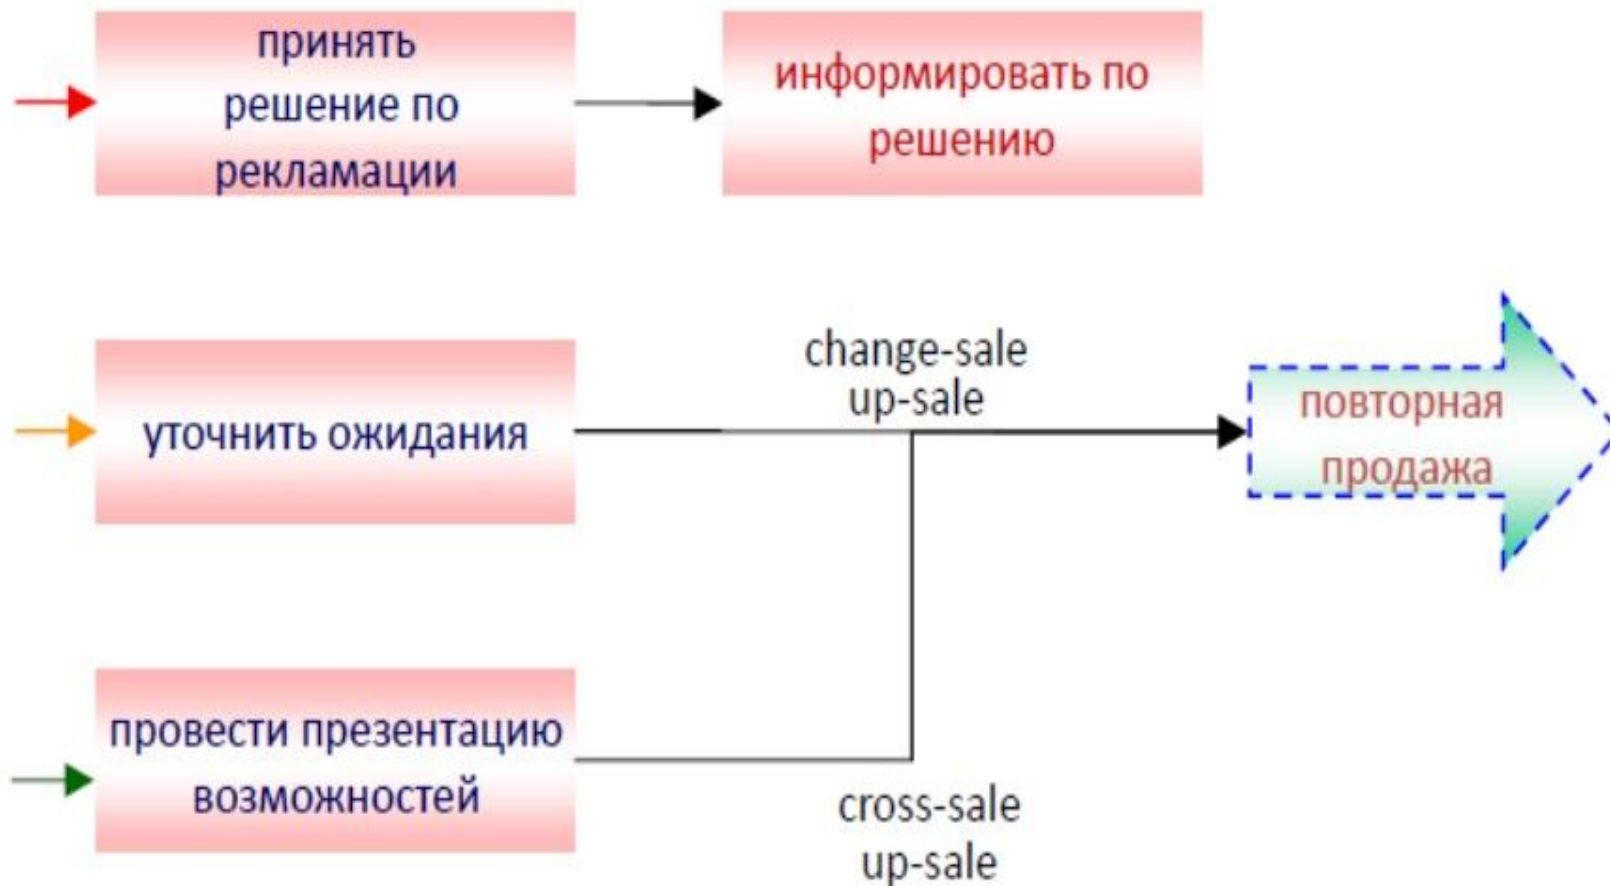 принять
решение по
рекламации
информировать по
решению
уточнить ожидания
change-sale
up-sale
повторная
продажа
провести презентацию
возможностей
cross-sale
up-sale